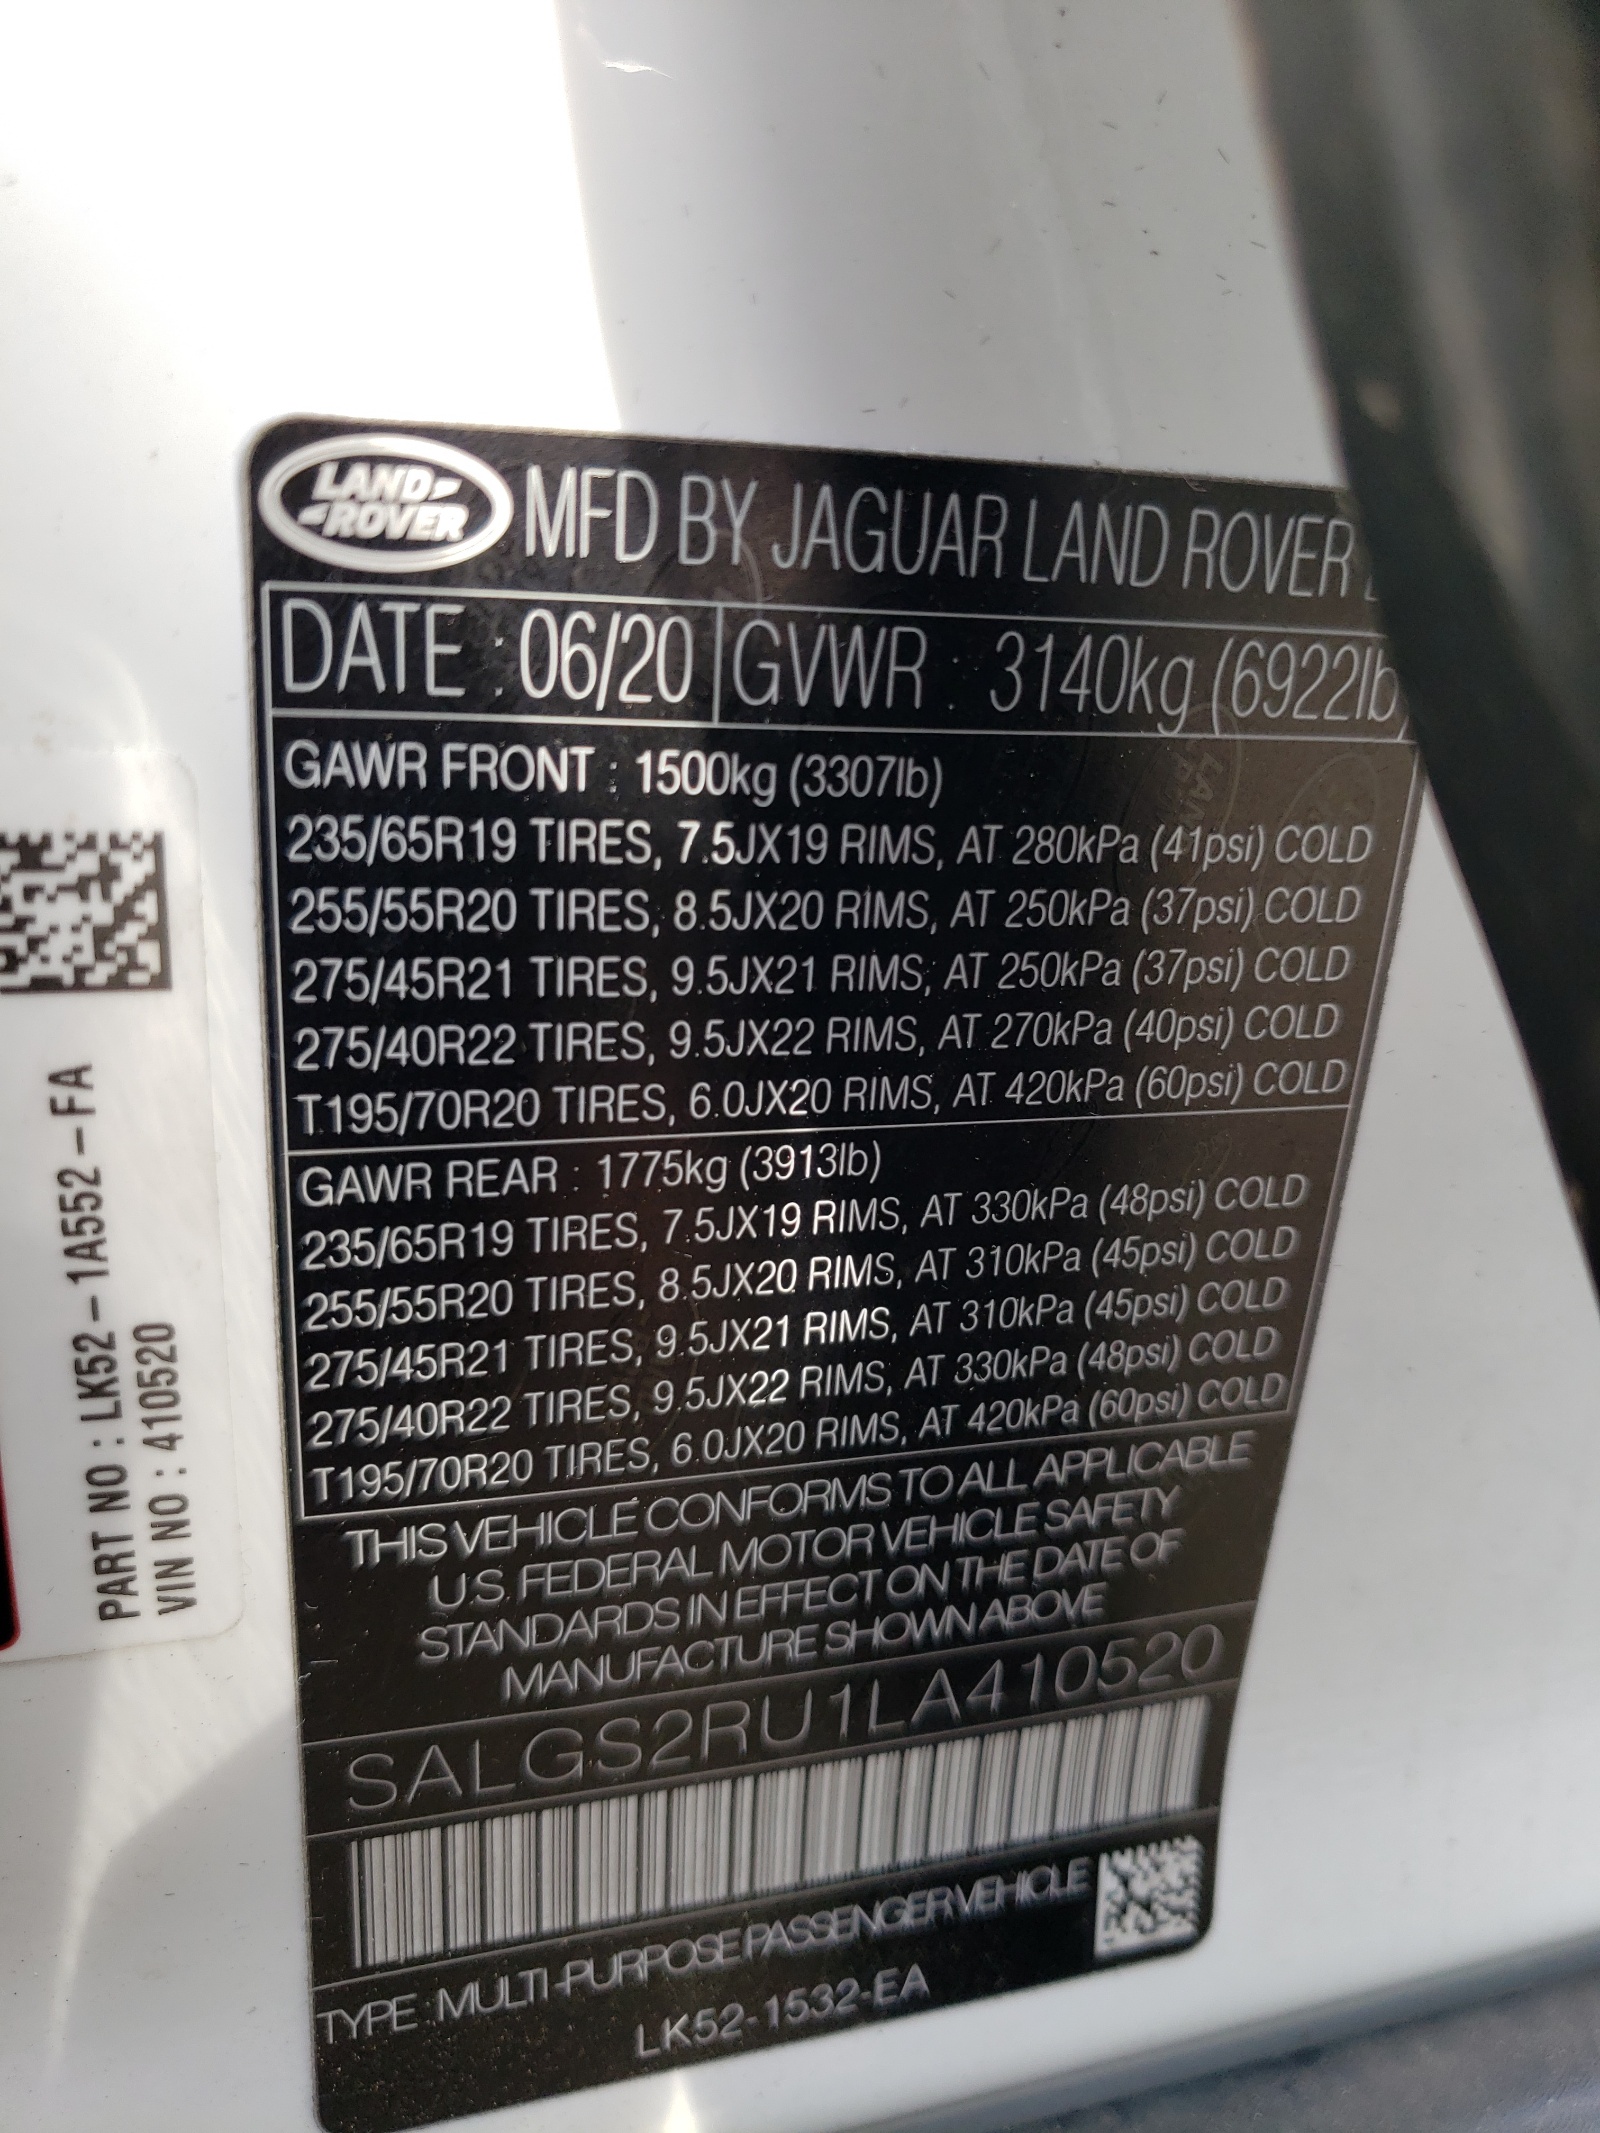 LAND ROVER
MFD BY JAGUAR LAND ROVER
DATE : 06/20 GVWR : 3140kg (6922lb)
GAWR FRONT : 1500kg (3307lb)
235/65R19 TIRES, 7.5JX19 RIMS, AT 280kPa (41psi) COLD
255/55R20 TIRES, 8.5JX20 RIMS, AT 250kPa (37psi) COLD
275/45R21 TIRES, 9.5JX21 RIMS, AT 250kPa (37psi) COLD
275/40R22 TIRES, 9.5JX22 RIMS, AT 270kPa (40psi) COLD
T195/70R20 TIRES, 6.0JX20 RIMS, AT 420kPa (60psi) COLD
GAWR REAR : 1775kg (3913lb)
235/65R19 TIRES, 7.5JX19 RIMS, AT 330kPa (48psi) COLD
255/55R20 TIRES, 8.5JX20 RIMS, AT 310kPa (45psi) COLD
275/45R21 TIRES, 9.5JX21 RIMS, AT 310kPa (45psi) COLD
275/40R22 TIRES, 9.5JX22 RIMS, AT 330kPa (48psi) COLD
T195/70R20 TIRES, 6.0JX20 RIMS, AT 420kPa (60psi) COLD
THIS VEHICLE CONFORMS TO ALL APPLICABLE
U.S. FEDERAL MOTOR VEHICLE SAFETY
STANDARDS IN EFFECT ON THE DATE OF
MANUFACTURE SHOWN ABOVE
SALGS2RU1LA410520
TYPE : MULTI-PURPOSE PASSENGER VEHICLE
LK52-1532-EA
PART NO : LK52-1A552-FA
VIN NO : 410520